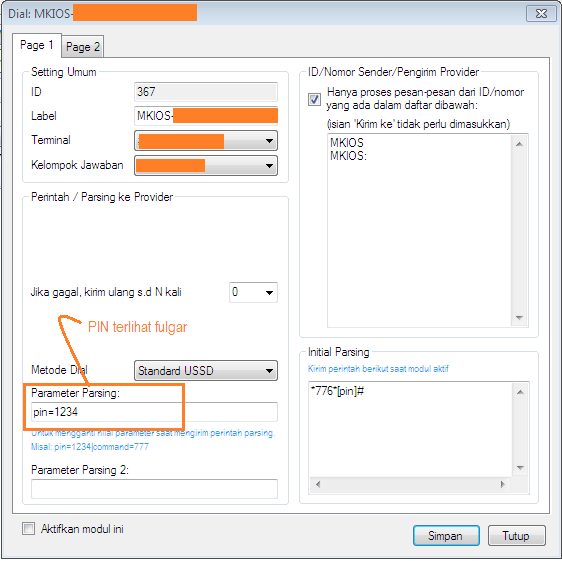 Dial: MKIOS-
Page 1
Page 2
Setting Umum
ID
367
Label
MKIOS-
Terminal
Kelompok Jawaban
Perintah / Parsing ke Provider
Jika gagal, kirim ulang s.d N kali
0
PIN terlihat fulgar
Metode Dial
Standard USSD
Parameter Parsing:
pin=1234
Untuk mengganti nilai parameter saat mengirim perintah parsing.
Misal: pin=1234|command=777
Parameter Parsing 2:
ID/Nomor Sender/Pengirim Provider
Hanya proses pesan-pesan dari ID/nomor
yang ada dalam daftar dibawah:
(isian 'Kirim ke' tidak perlu dimasukkan)
MKIOS
MKIOS:
Initial Parsing
Kirim perintah berikut saat modul aktif
*776*[pin]#
Aktifkan modul ini
Simpan
Tutup